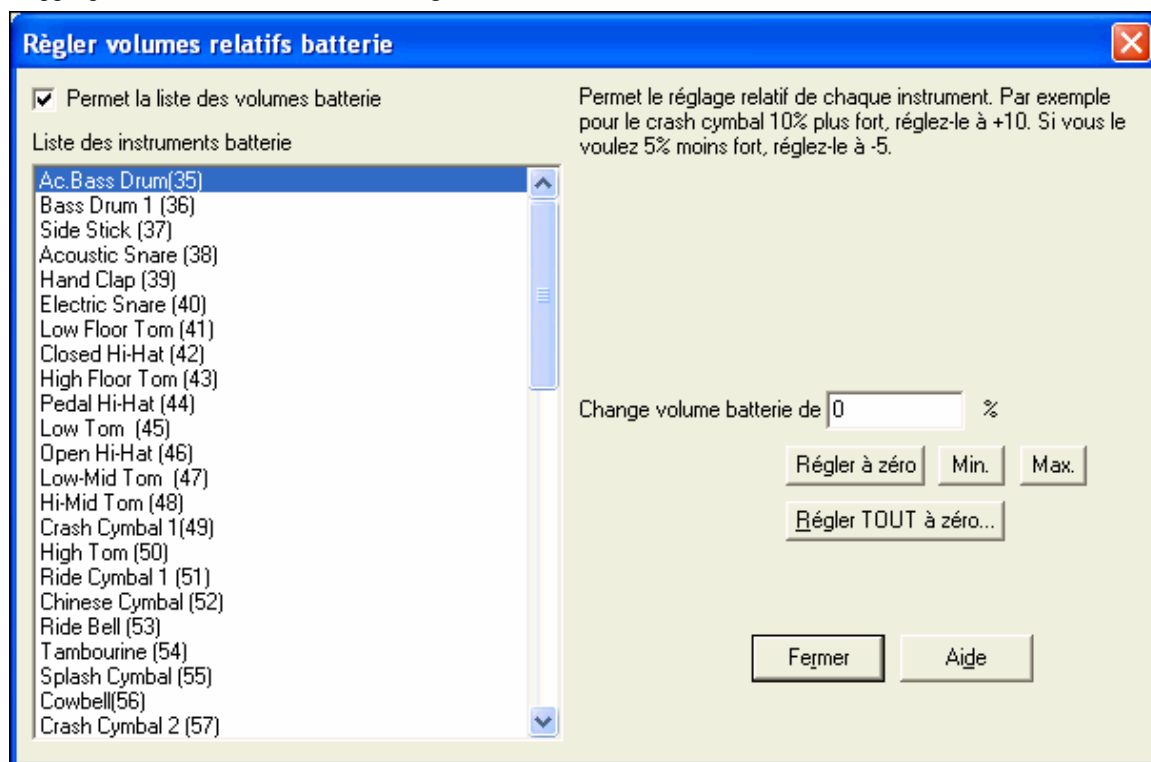 Règler volumes relatifs batterie
Permet la liste des volumes batterie
Liste des instruments batterie
Ac.Bass Drum(35)
Bass Drum 1 (36)
Side Stick (37)
Acoustic Snare (38)
Hand Clap (39)
Electric Snare (40)
Low Floor Tom (41)
Closed Hi-Hat (42)
High Floor Tom (43)
Pedal Hi-Hat (44)
Low Tom  (45)
Open Hi-Hat (46)
Low-Mid Tom  (47)
Hi-Mid Tom (48)
Crash Cymbal 1(49)
High Tom (50)
Ride Cymbal 1 (51)
Chinese Cymbal (52)
Ride Bell (53)
Tambourine (54)
Splash Cymbal (55)
Cowbell(56)
Crash Cymbal 2 (57)
Permet le réglage relatif de chaque instrument. Par exemple
pour le crash cymbal 10% plus fort, réglez-le à +10. Si vous le
voulez 5% moins fort, réglez-le à -5.
Change volume batterie de 0 %
Régler à zéro Min. Max.
Régler TOUT à zéro...
Fermer Aide